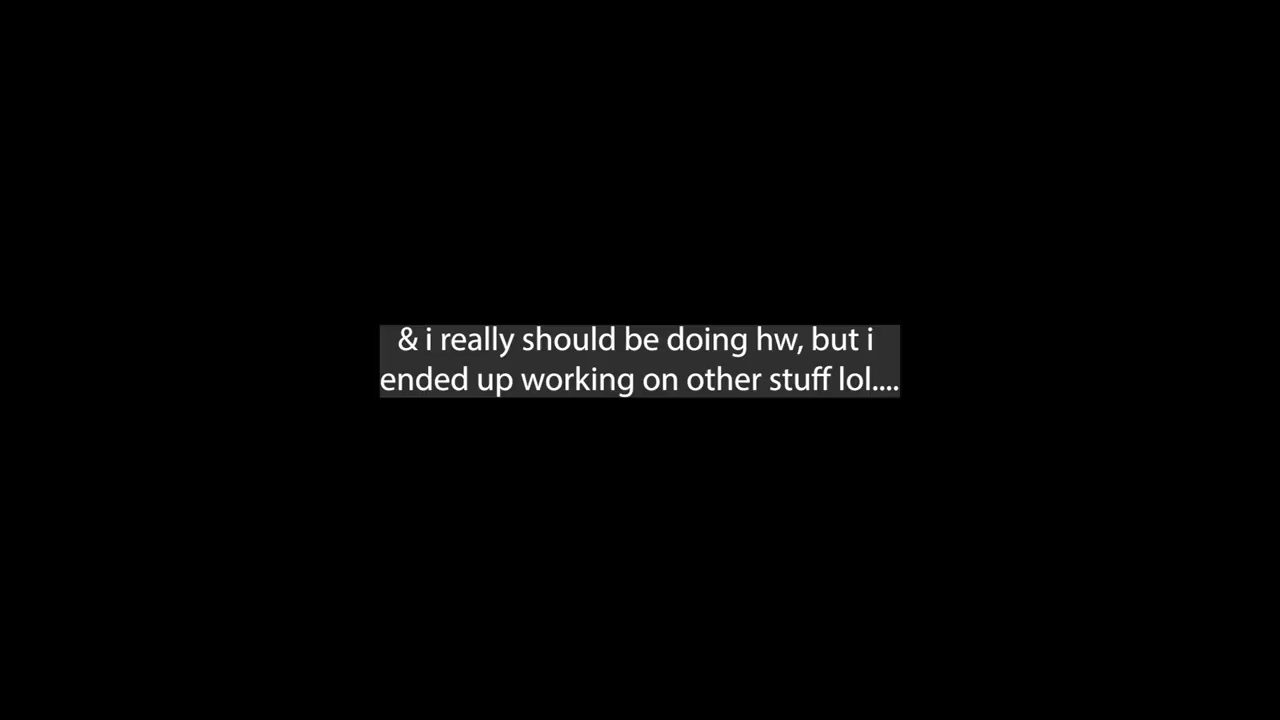 & i really should be doing hw, but i
ended up working on other stuff lol....